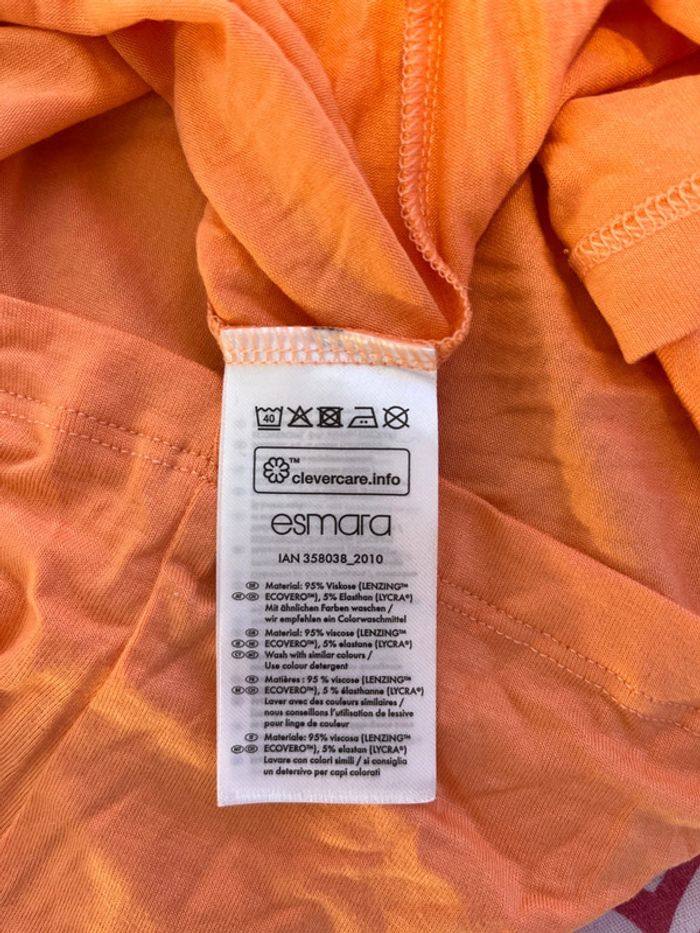 40
clevercare.info
TM
esmara
IAN 358038_2010
Material: 95% Viskose (LENZING™
ECOVERO™), 5% Elasthan (LYCRA®)
Mit ähnlichen Farben waschen /
wir empfehlen ein Colorwaschmittel
Material: 95% viscose (LENZING™
ECOVERO™), 5% elastane (LYCRA®)
Wash with similar colours /
Use colour detergent
Matières : 95 % viscose (LENZING™
ECOVERO™), 5 % élasthanne (LYCRA®)
Laver avec des couleurs similaires /
nous conseillons l'utilisation de lessive
pour linge de couleur
Materiale: 95% viscosa (LENZING™
ECOVERO™), 5% elastan (LYCRA®)
Lavare con colori simili / si consiglia
un detersivo per capi colorati